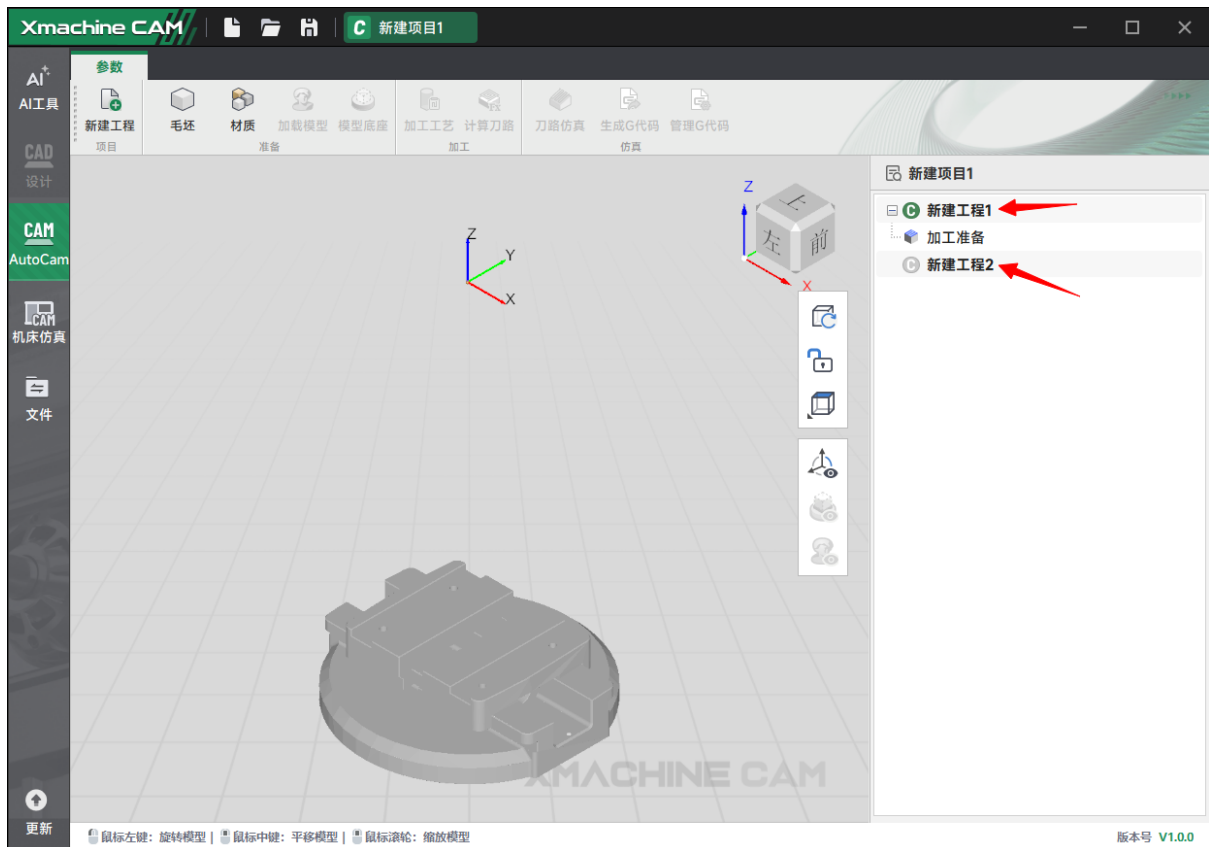 Xmachine CAM
C 新建项目1
AI工具
CAD
设计
CAM
AutoCam
CAM
机床仿真
文件
更新
参数
新建工程 毛坯 材质 加载模型 模型底座 加工工艺 计算刀路 刀路仿真 生成G代码 管理G代码
项目 准备 加工 仿真
Z
上
左 前
X
Z
Y
X
XMACHINE CAM
新建项目1
C 新建工程1
加工准备
C 新建工程2
鼠标左键：旋转模型 | 鼠标中键：平移模型 | 鼠标滚轮：缩放模型
版本号 V1.0.0